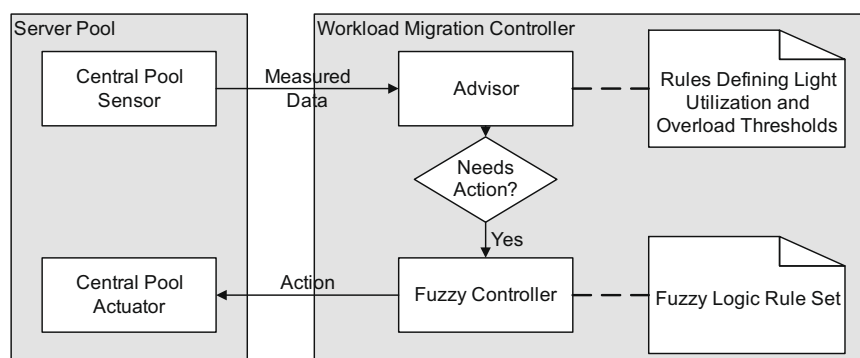 Server Pool
Workload Migration Controller
Central Pool
Sensor
Measured
Data
Advisor
Rules Defining Light
Utilization and
Overload Thresholds
Needs
Action?
Yes
Central Pool
Actuator
Action
Fuzzy Controller
Fuzzy Logic Rule Set